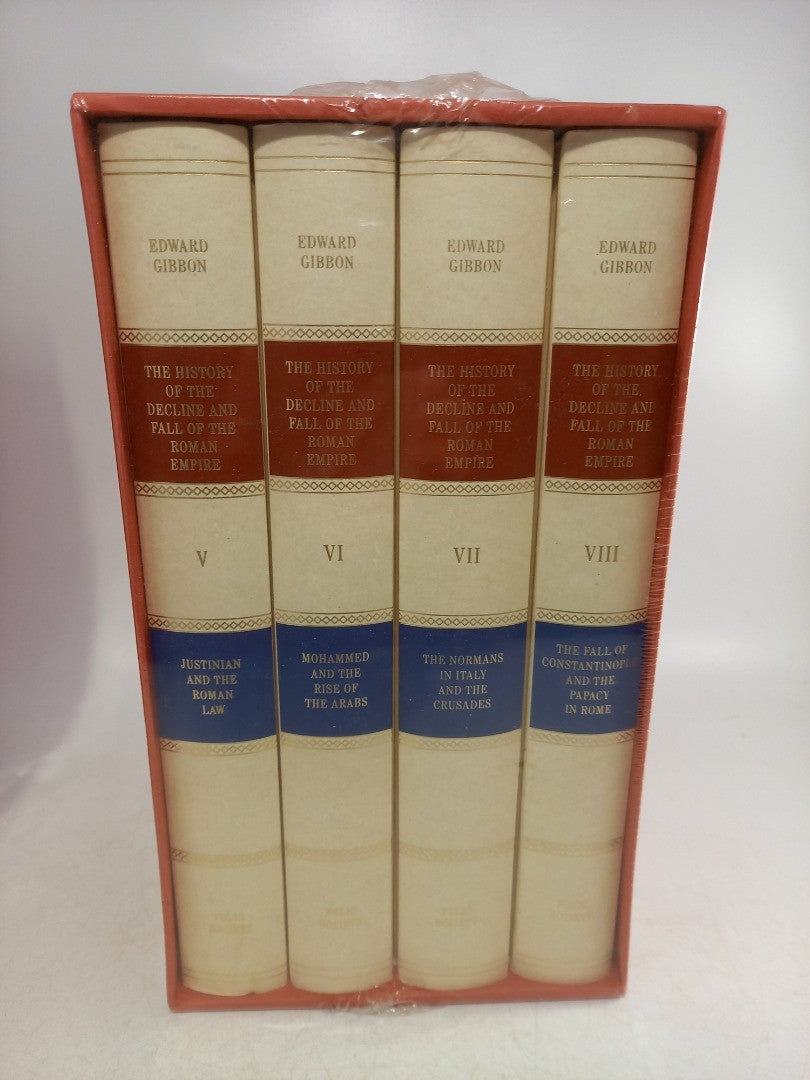 EDWARD
GIBBON
THE HISTORY
OF THE
DECLINE AND
FALL OF THE
ROMAN
EMPIRE
V
JUSTINIAN
AND THE
ROMAN
LAW
EDWARD
GIBBON
THE HISTORY
OF THE
DECLINE AND
FALL OF THE
ROMAN
EMPIRE
VI
MOHAMMED
AND THE
RISE OF
THE ARABS
EDWARD
GIBBON
THE HISTORY
OF THE
DECLINE AND
FALL OF THE
ROMAN
EMPIRE
VII
THE NORMANS
IN ITALY
AND THE
CRUSADES
EDWARD
GIBBON
THE HISTORY
OF THE
DECLINE AND
FALL OF THE
ROMAN
EMPIRE
VIII
THE FALL OF
CONSTANTINOPLE
AND THE
PAPACY
IN ROME